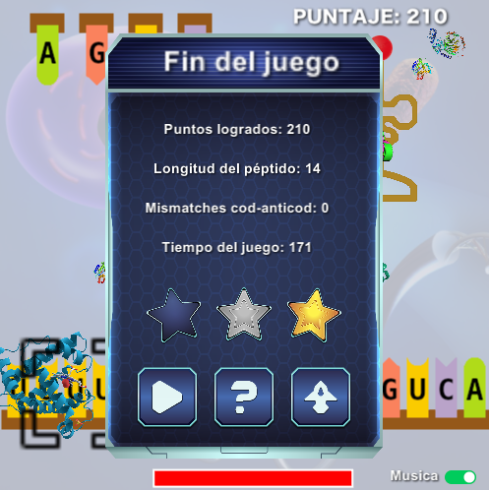 PUNTAJE: 210
A G
Fin del juego
Puntos logrados: 210
Longitud del péptido: 14
Mismatches cod-anticod: 0
Tiempo del juego: 171
?
U G U C A
Musica